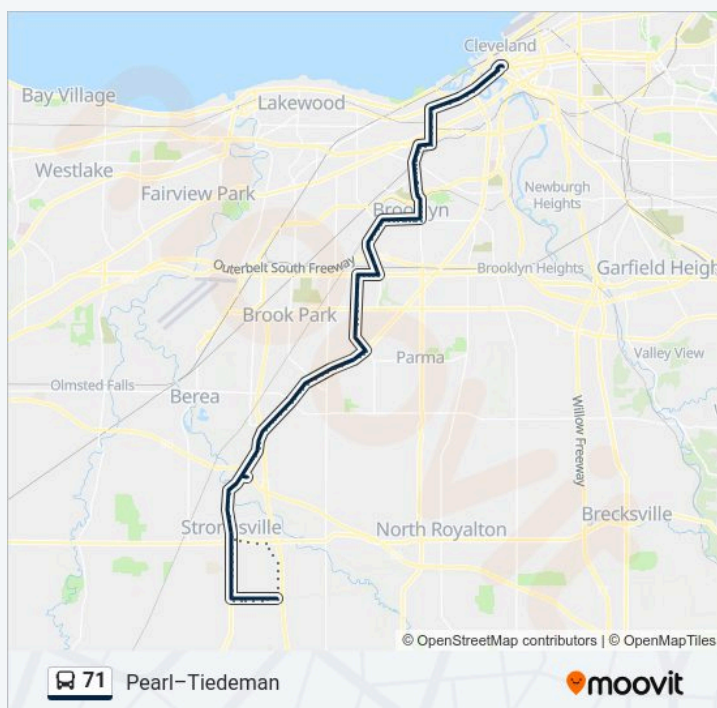 Cleveland
Bay Village
Lakewood
Westlake
Fairview Park
Newburgh
Heights
Brooklyn
Outerbelt South Freeway
Brooklyn Heights
Garfield Heigh
Brook Park
Parma
Valley View
Olmsted Falls
Berea
Willow Freeway
Strongsville
North Royalton
Brecksville
© OpenStreetMap contributors | © OpenMapTiles
71 Pearl–Tiedeman
moovit